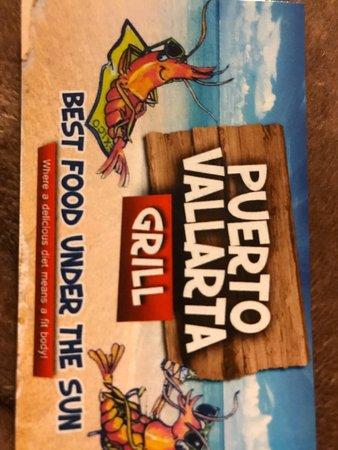 PUERTO
VALLARTA
GRILL
BEST FOOD UNDER THE SUN
Where a delicious diet means a fit body!